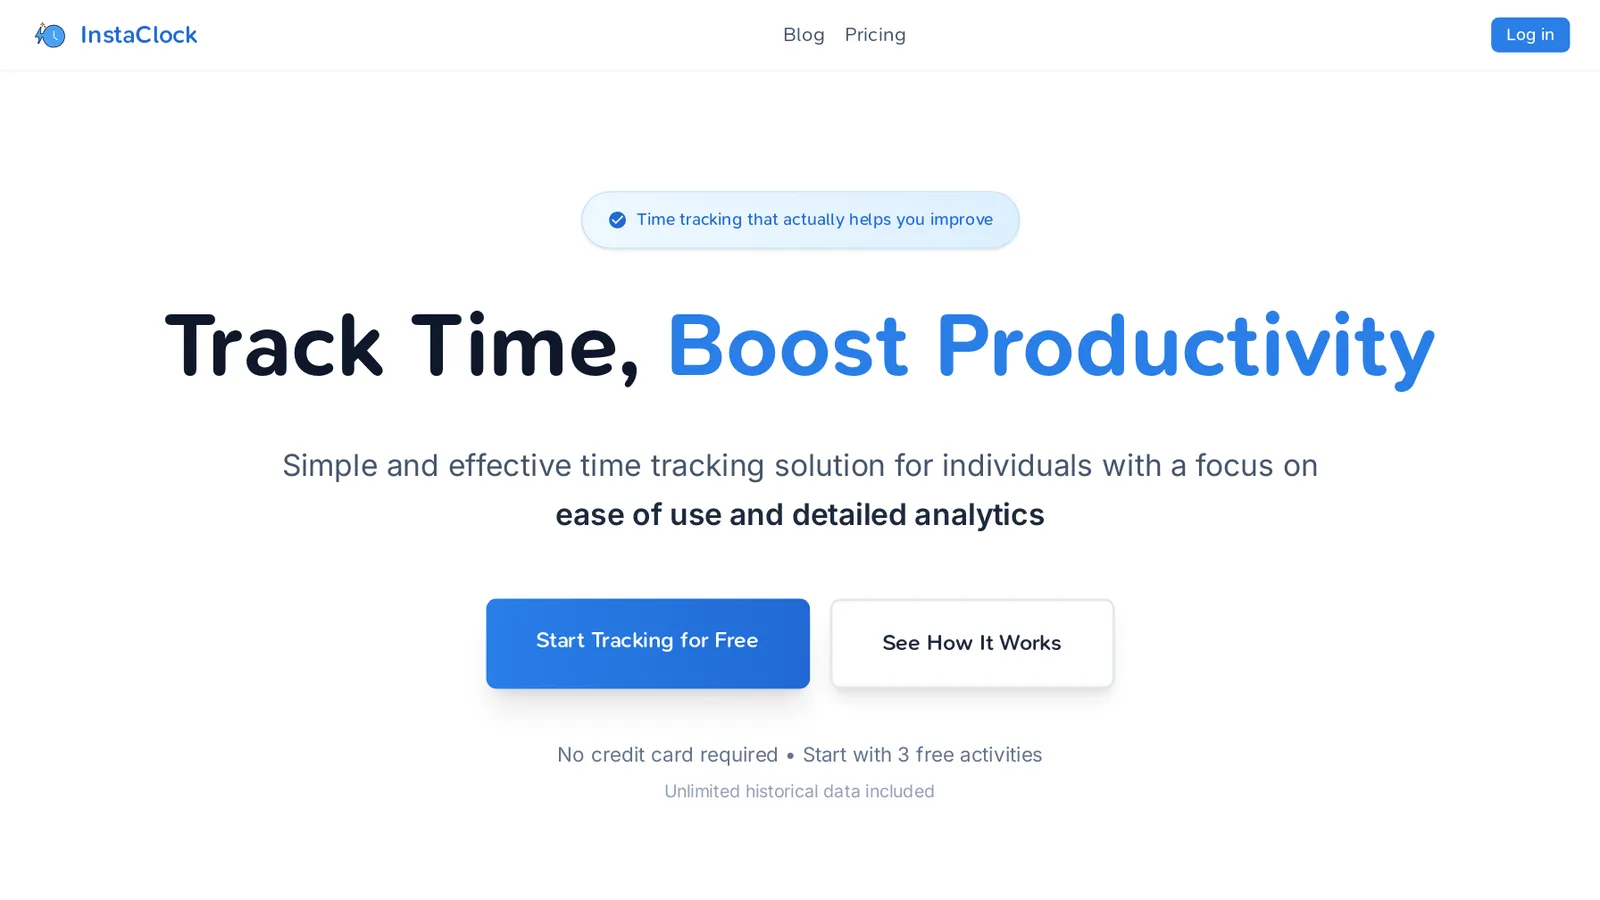 InstaClock
Blog Pricing
Log in
Time tracking that actually helps you improve
Track Time, Boost Productivity
Simple and effective time tracking solution for individuals with a focus on
ease of use and detailed analytics
Start Tracking for Free
See How It Works
No credit card required • Start with 3 free activities
Unlimited historical data included